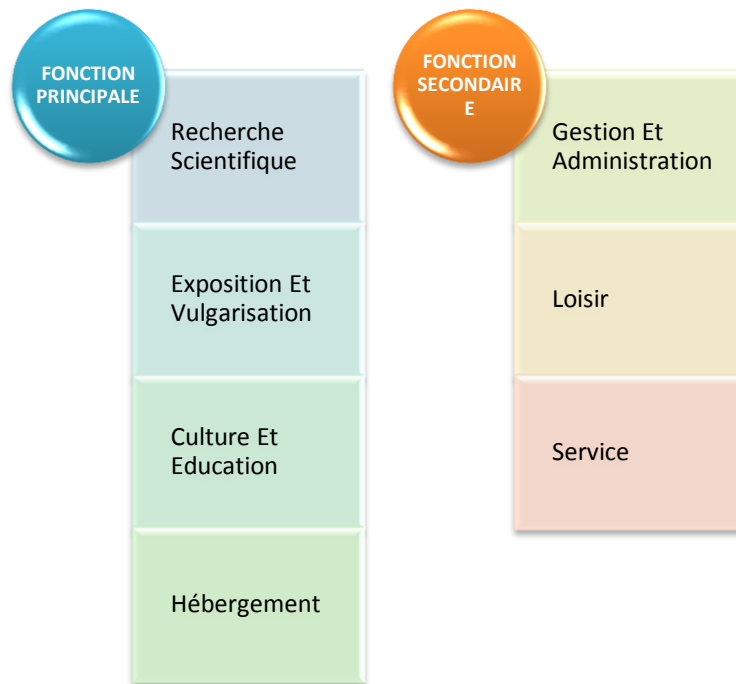 FONCTION
PRINCIPALE
Recherche
Scientifique
Exposition Et
Vulgarisation
Culture Et
Education
Hébergement
FONCTION
SECONDAIR
E
Gestion Et
Administration
Loisir
Service